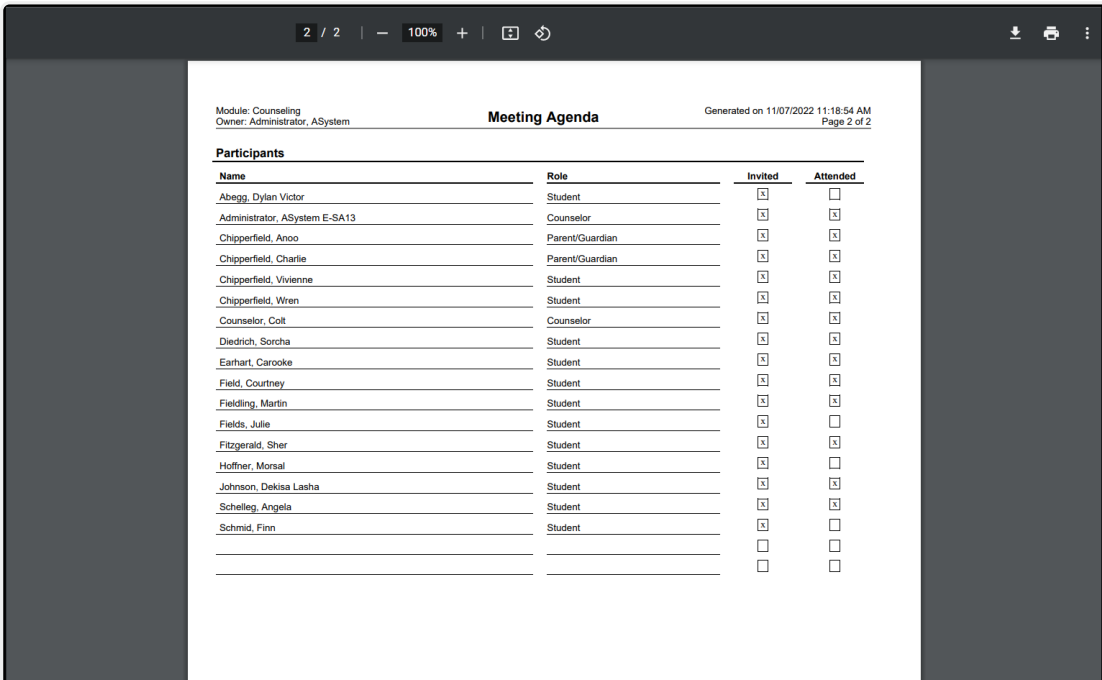 2 / 2 | − 100% + |
Module: Counseling
Owner: Administrator, ASystem
Meeting Agenda
Generated on 11/07/2022 11:18:54 AM
Page 2 of 2
Participants
Name Role Invited Attended
Abegg, Dylan Victor Student x
Administrator, ASystem E-SA13 Counselor x x
Chipperfield, Anoo Parent/Guardian x x
Chipperfield, Charlie Parent/Guardian x x
Chipperfield, Vivienne Student x x
Chipperfield, Wren Student x x
Counselor, Colt Counselor x x
Diedrich, Sorcha Student x x
Earhart, Carooke Student x x
Field, Courtney Student x x
Fieldling, Martin Student x x
Fields, Julie Student x
Fitzgerald, Sher Student x x
Hoffner, Morsal Student x
Johnson, Dekisa Lasha Student x x
Schelleg, Angela Student x x
Schmid, Finn Student x